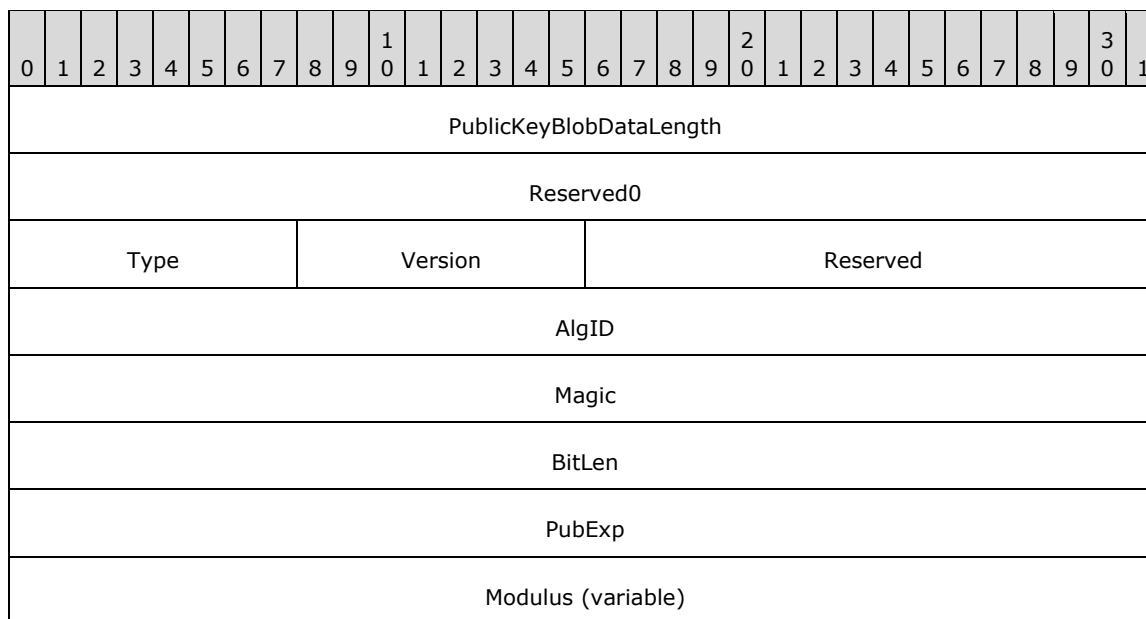 1 2 3
0 1 2 3 4 5 6 7 8 9 0 1 2 3 4 5 6 7 8 9 0 1 2 3 4 5 6 7 8 9 0 1
PublicKeyBlobDataLength
Reserved0
Type Version Reserved
AlgID
Magic
BitLen
PubExp
Modulus (variable)